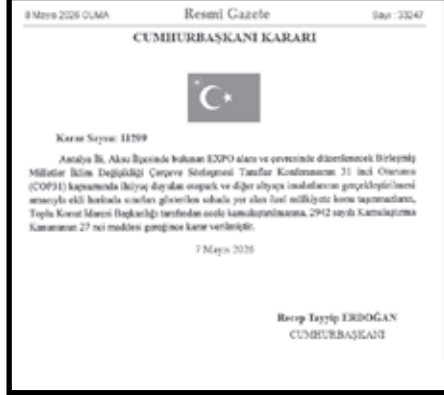 8 Mayıs 2026 CUMA Resmî Gazete Sayı : 33247
CUMHURBAŞKANI KARARI
Karar Sayısı: 11299
Antalya İli, Aksu İlçesinde bulunan EXPO alanı ve çevresinde düzenlenecek Birleşmiş
Milletler İklim Değişikliği Çerçeve Sözleşmesi Taraflar Konferansının 31 inci Oturumu
(COP31) kapsamında ihtiyaç duyulan otopark ve diğer altyapı imalatlarının gerçekleştirilmesi
amacıyla ekli haritada sınırları gösterilen sahada yer alan özel mülkiyete konu taşınmazların,
Toplu Konut İdaresi Başkanlığı tarafından acele kamulaştırılmasına, 2942 sayılı Kamulaştırma
Kanununun 27 nci maddesi gereğince karar verilmiştir.
7 Mayıs 2026
Recep Tayyip ERDOĞAN
CUMHURBAŞKANI